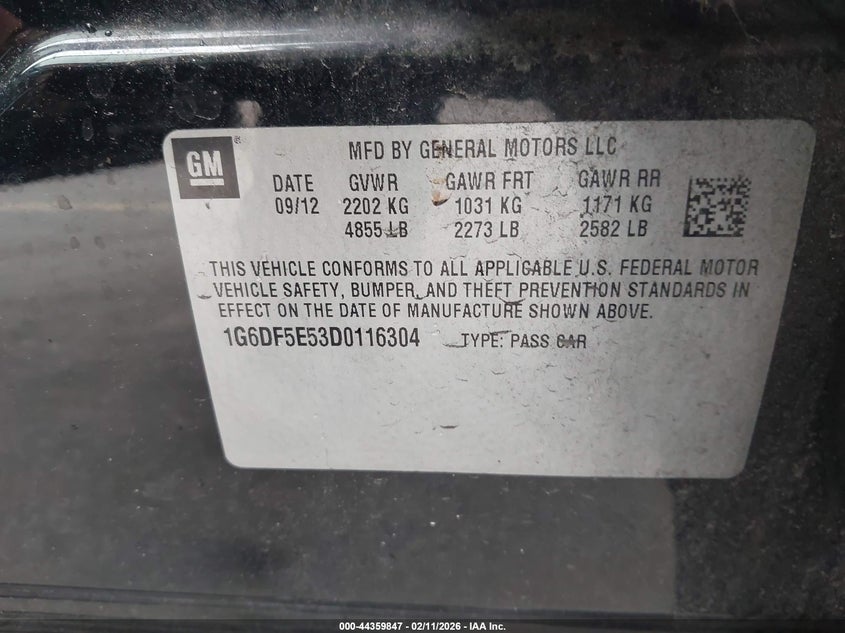 GM
MFD BY GENERAL MOTORS LLC
DATE GVWR GAWR FRT GAWR RR
09/12 2202 KG 1031 KG 1171 KG
4855 LB 2273 LB 2582 LB
THIS VEHICLE CONFORMS TO ALL APPLICABLE U.S. FEDERAL MOTOR
VEHICLE SAFETY, BUMPER, AND THEFT PREVENTION STANDARDS IN
EFFECT ON THE DATE OF MANUFACTURE SHOWN ABOVE.
1G6DF5E53D0116304 TYPE: PASS CAR
000-44359847 - 02/11/2026 - IAA Inc.